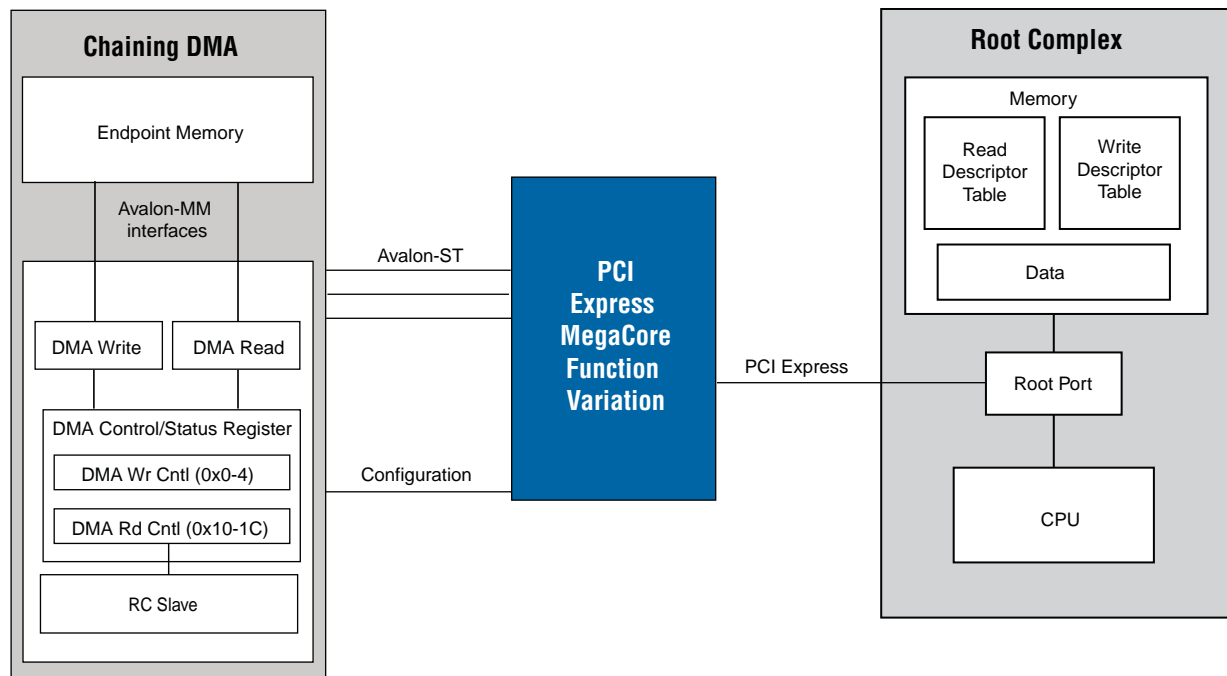 Chaining DMA
Endpoint Memory
Avalon-MM
interfaces
DMA Write
DMA Read
DMA Control/Status Register
DMA Wr Cntl (0x0-4)
DMA Rd Cntl (0x10-1C)
RC Slave
Avalon-ST
Configuration
PCI
Express
MegaCore
Function
Variation
PCI Express
Root Complex
Memory
Read
Descriptor
Table
Write
Descriptor
Table
Data
Root Port
CPU